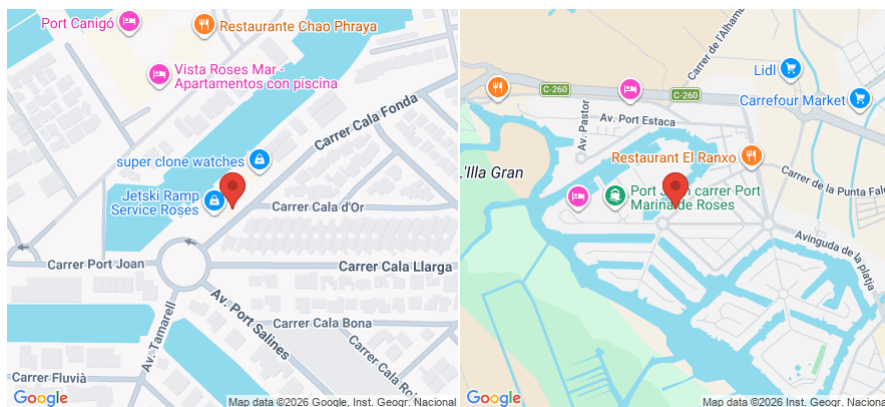 Port Canigó
Restaurante Chao Phraya
Vista Roses Mar -
Apartamentos con piscina
Carrer Cala Fonda
super clone watches
Jetski Ramp
Service Roses
Carrer Cala d'Or
Carrer Port Joan
Carrer Cala Llarga
Av. Tamarell
Av. Port Salines
Carrer Cala Bona
Carrer Fluvià
Google
Map data ©2026 Google, Inst. Geogr. Nacional
Carrer de l'Alham
Lidl
C-260
C-260
Carrefour Market
Av. Pastor
Av. Port Estaca
Restaurant El Ranxo
L'Illa Gran
Port Joan carrer Port
Marina de Roses
Carrer de la Punta Falc
Avinguda de la platja
Google
Map data ©2026 Google, Inst. Geogr. Nacional